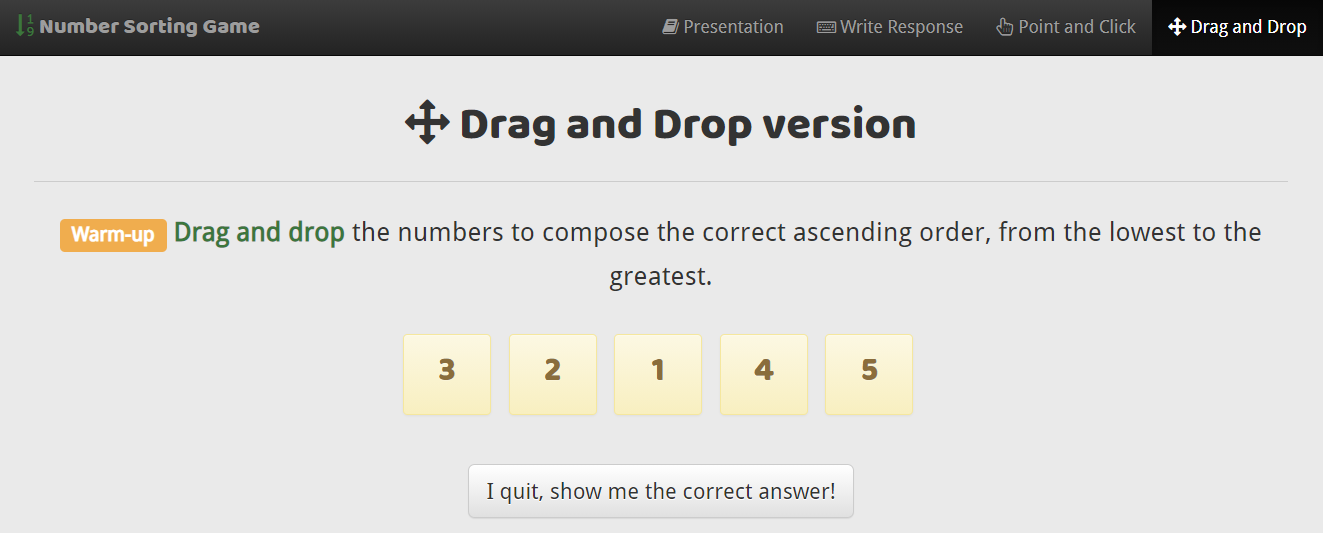 Number Sorting Game Presentation Write Response Point and Click Drag and Drop
Drag and Drop version
Warm-up Drag and drop the numbers to compose the correct ascending order, from the lowest to the
greatest.
3 2 1 4 5
I quit, show me the correct answer!